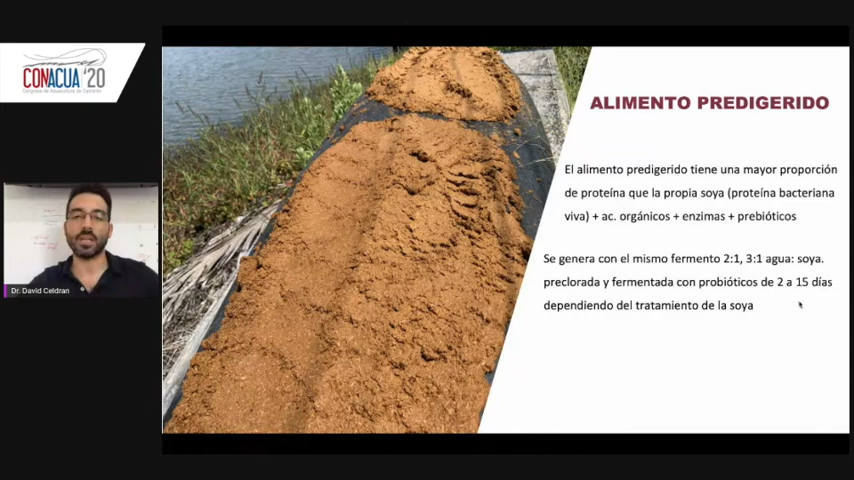 CONACUA '20
Congreso de Acuacultura de Camarón
Dr. David Celdran
ALIMENTO PREDIGERIDO
El alimento predigerido tiene una mayor proporción
de proteína que la propia soya (proteína bacteriana
viva) + ac. orgánicos + enzimas + prebióticos
Se genera con el mismo fermento 2:1, 3:1 agua: soya.
preclorada y fermentada con probióticos de 2 a 15 días
dependiendo del tratamiento de la soya